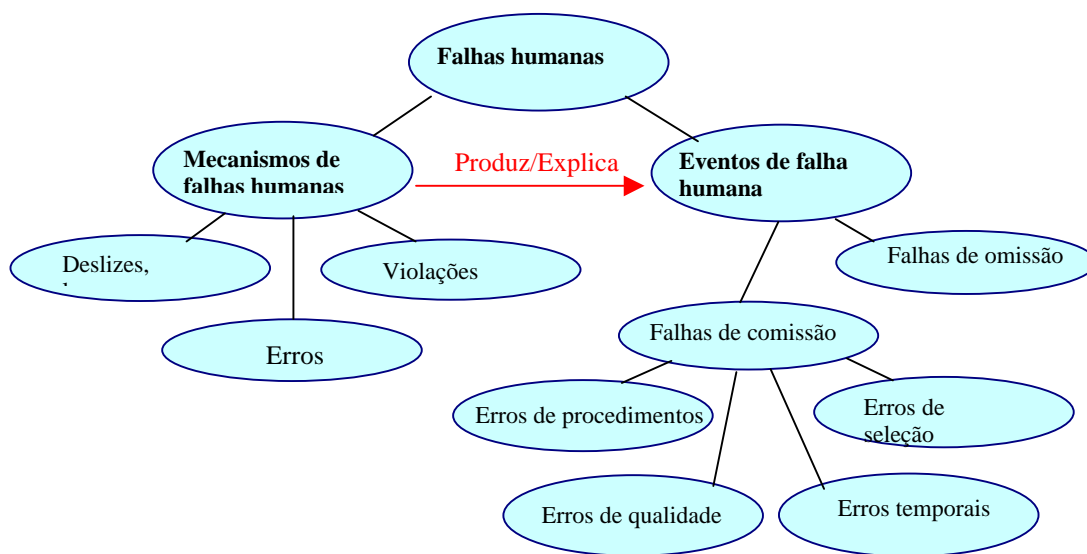 Falhas humanas
Mecanismos de
falhas humanas
Produz/Explica
Eventos de falha
humana
Deslizes,
Violações
Erros
Falhas de omissão
Falhas de comissão
Erros de procedimentos
Erros de
seleção
Erros de qualidade
Erros temporais